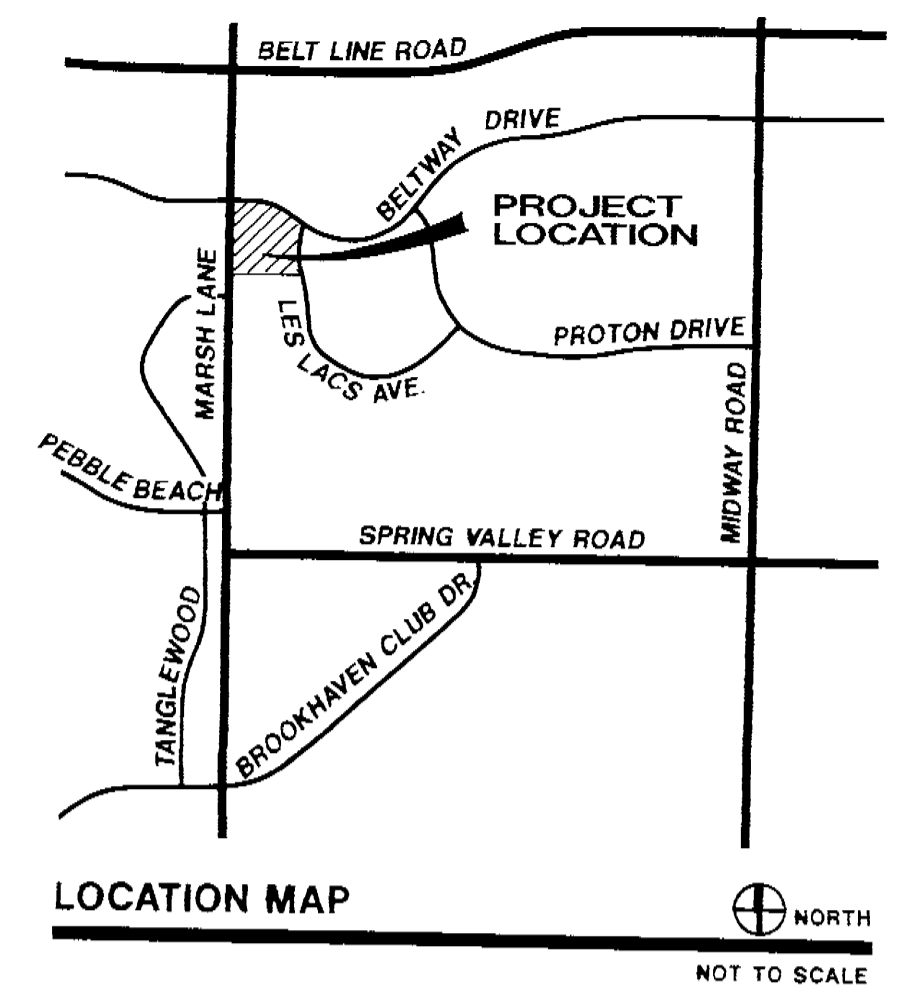 BELT LINE ROAD
BELTWAY DRIVE
PROJECT
LOCATION
MARSH LANE
LES LACS AVE.
PROTON DRIVE
MIDWAY ROAD
PEBBLE BEACH
SPRING VALLEY ROAD
TANGLEWOOD
BROOKHAVEN CLUB DR.
LOCATION MAP
NORTH
NOT TO SCALE